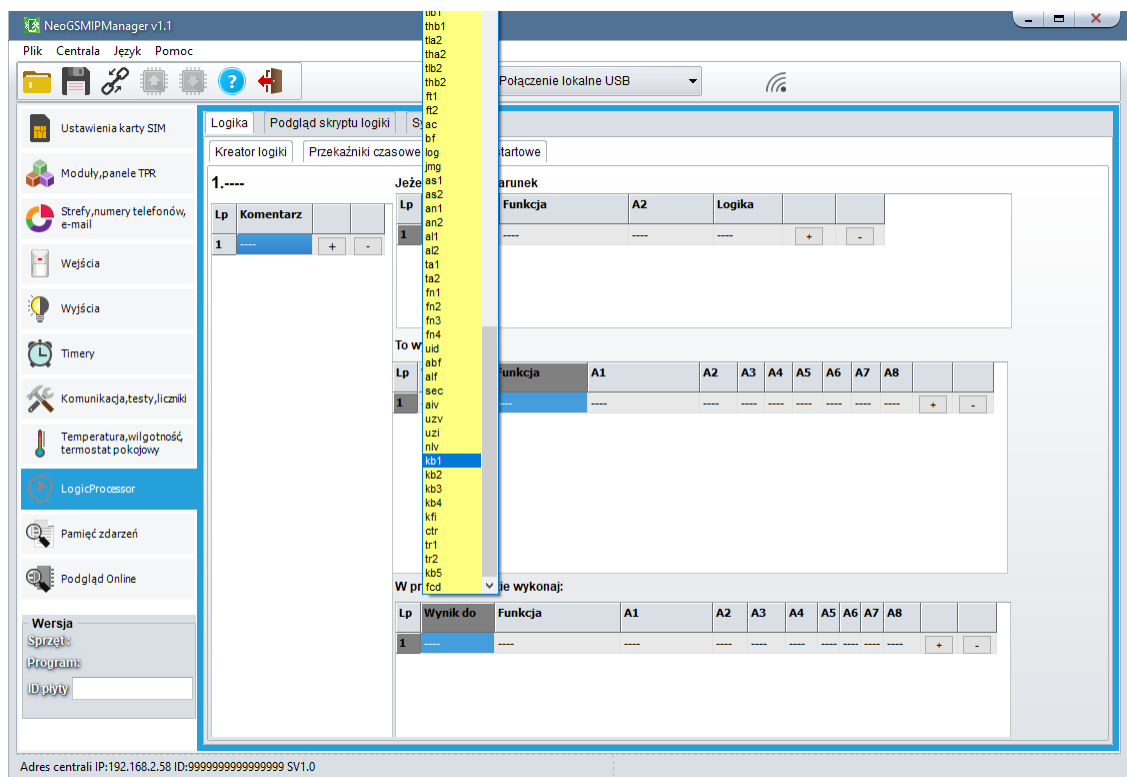 NeoGSMIPManager v1.1
Plik Centrala Język Pomoc
Połączenie lokalne USB
Ustawienia karty SIM
Moduły,panele TPR
Strefy,numery telefonów,
e-mail
Wejścia
Wyjścia
Timery
Komunikacja,testy,liczniki
Temperatura,wilgotność,
termostat pokojowy
LogicProcessor
Pamięć zdarzeń
Podgląd Online
Wersja
Sprzęt:
Program:
ID płyty
Logika Podgląd skryptu logiki
Kreator logiki Przekaźniki czasowe startowe
1.----
Lp Komentarz
1 ---- + -
Lp Funkcja A2 Logika
1 ---- ---- ---- + -
Lp Funkcja A1 A2 A3 A4 A5 A6 A7 A8
1 ---- ---- ---- ---- ---- ---- ---- ---- ---- + -
wykonaj:
Lp Wynik do Funkcja A1 A2 A3 A4 A5 A6 A7 A8
1 ---- ---- ---- ---- ---- ---- ---- ---- ---- ---- + -
tlb1
thb1
tla2
tha2
tlb2
thb2
ft1
ft2
ac
bf
log
jmg
as1
as2
an1
an2
al1
al2
ta1
ta2
fn1
fn2
fn3
fn4
uid
abf
alf
sec
aiv
uzv
uzi
nlv
kb1
kb2
kb3
kb4
kfi
ctr
tr1
tr2
kb5
fcd
Adres centrali IP:192.168.2.58 ID:9999999999999999 SV1.0